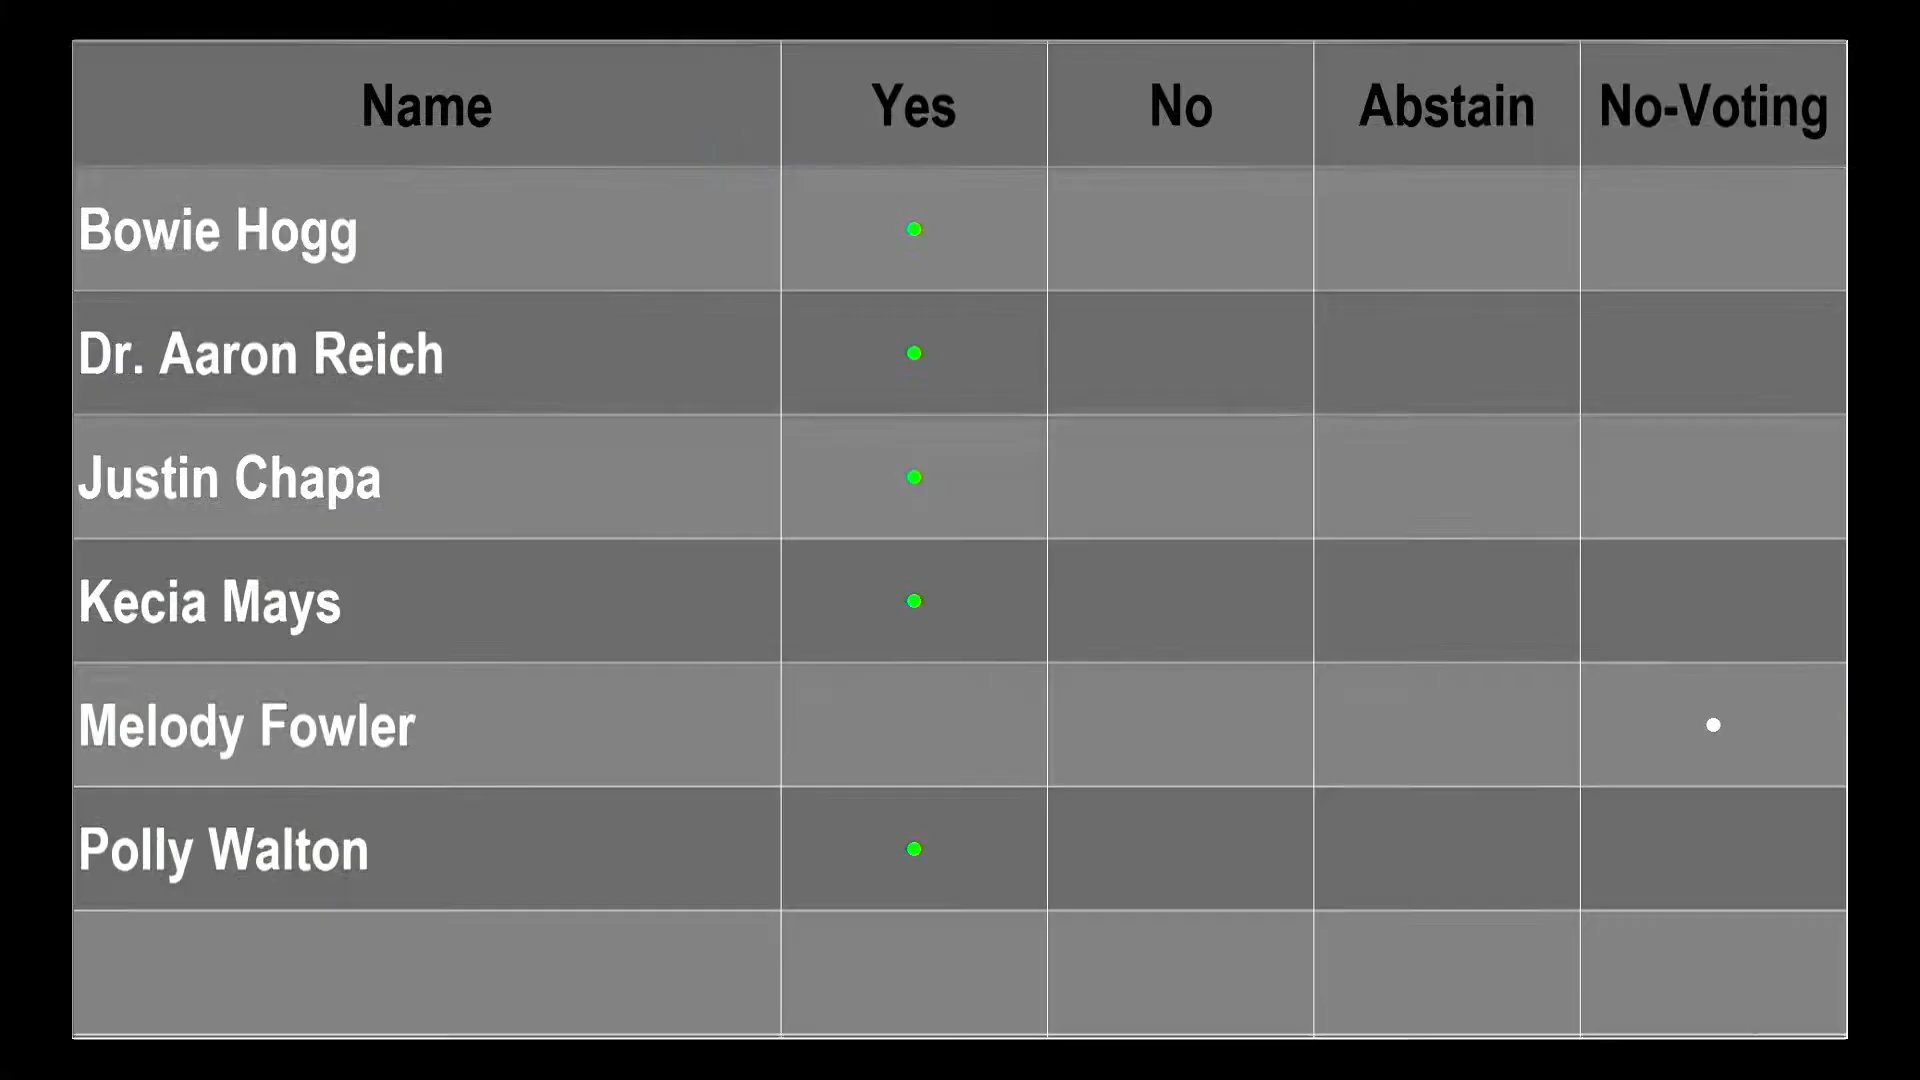 Name Yes No Abstain No-Voting
Bowie Hogg
Dr. Aaron Reich
Justin Chapa
Kecia Mays
Melody Fowler
Polly Walton